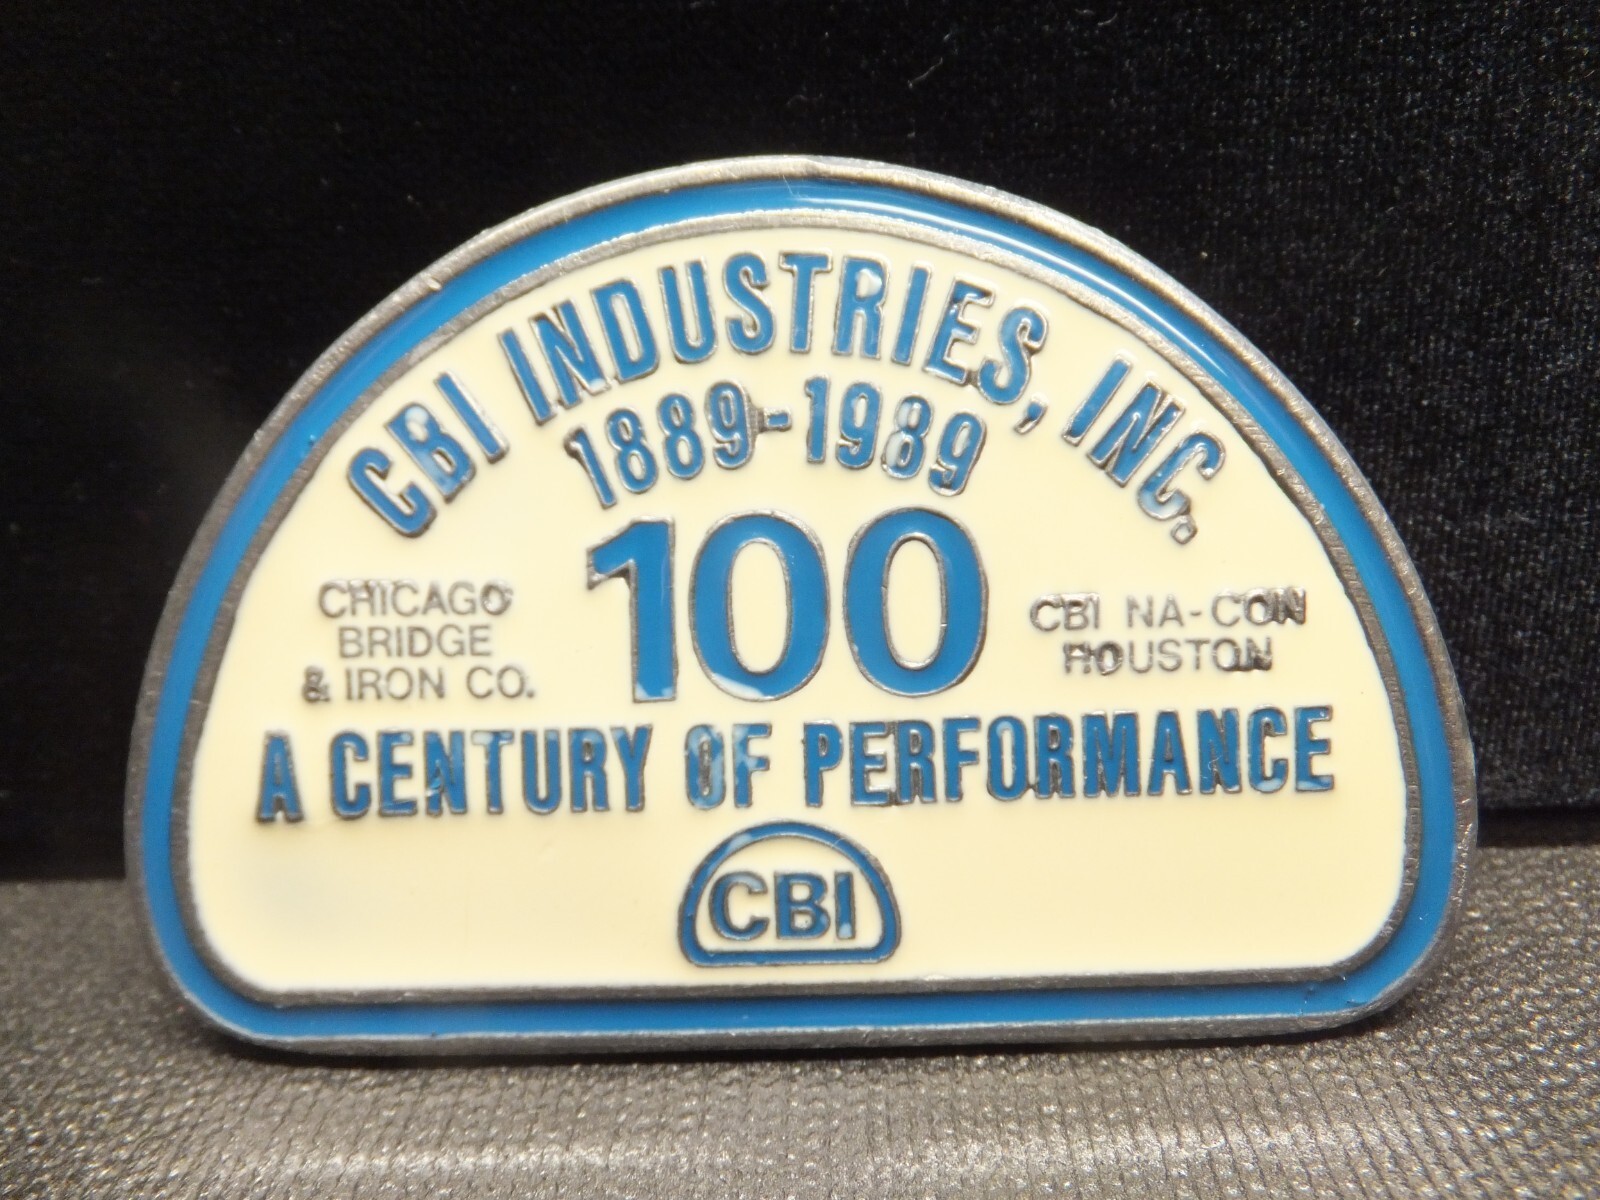 CBI INDUSTRIES, INC.
1889-1989
100
CHICAGO
BRIDGE
& IRON CO.
CBI NA-CON
HOUSTON
A CENTURY OF PERFORMANCE
CBI